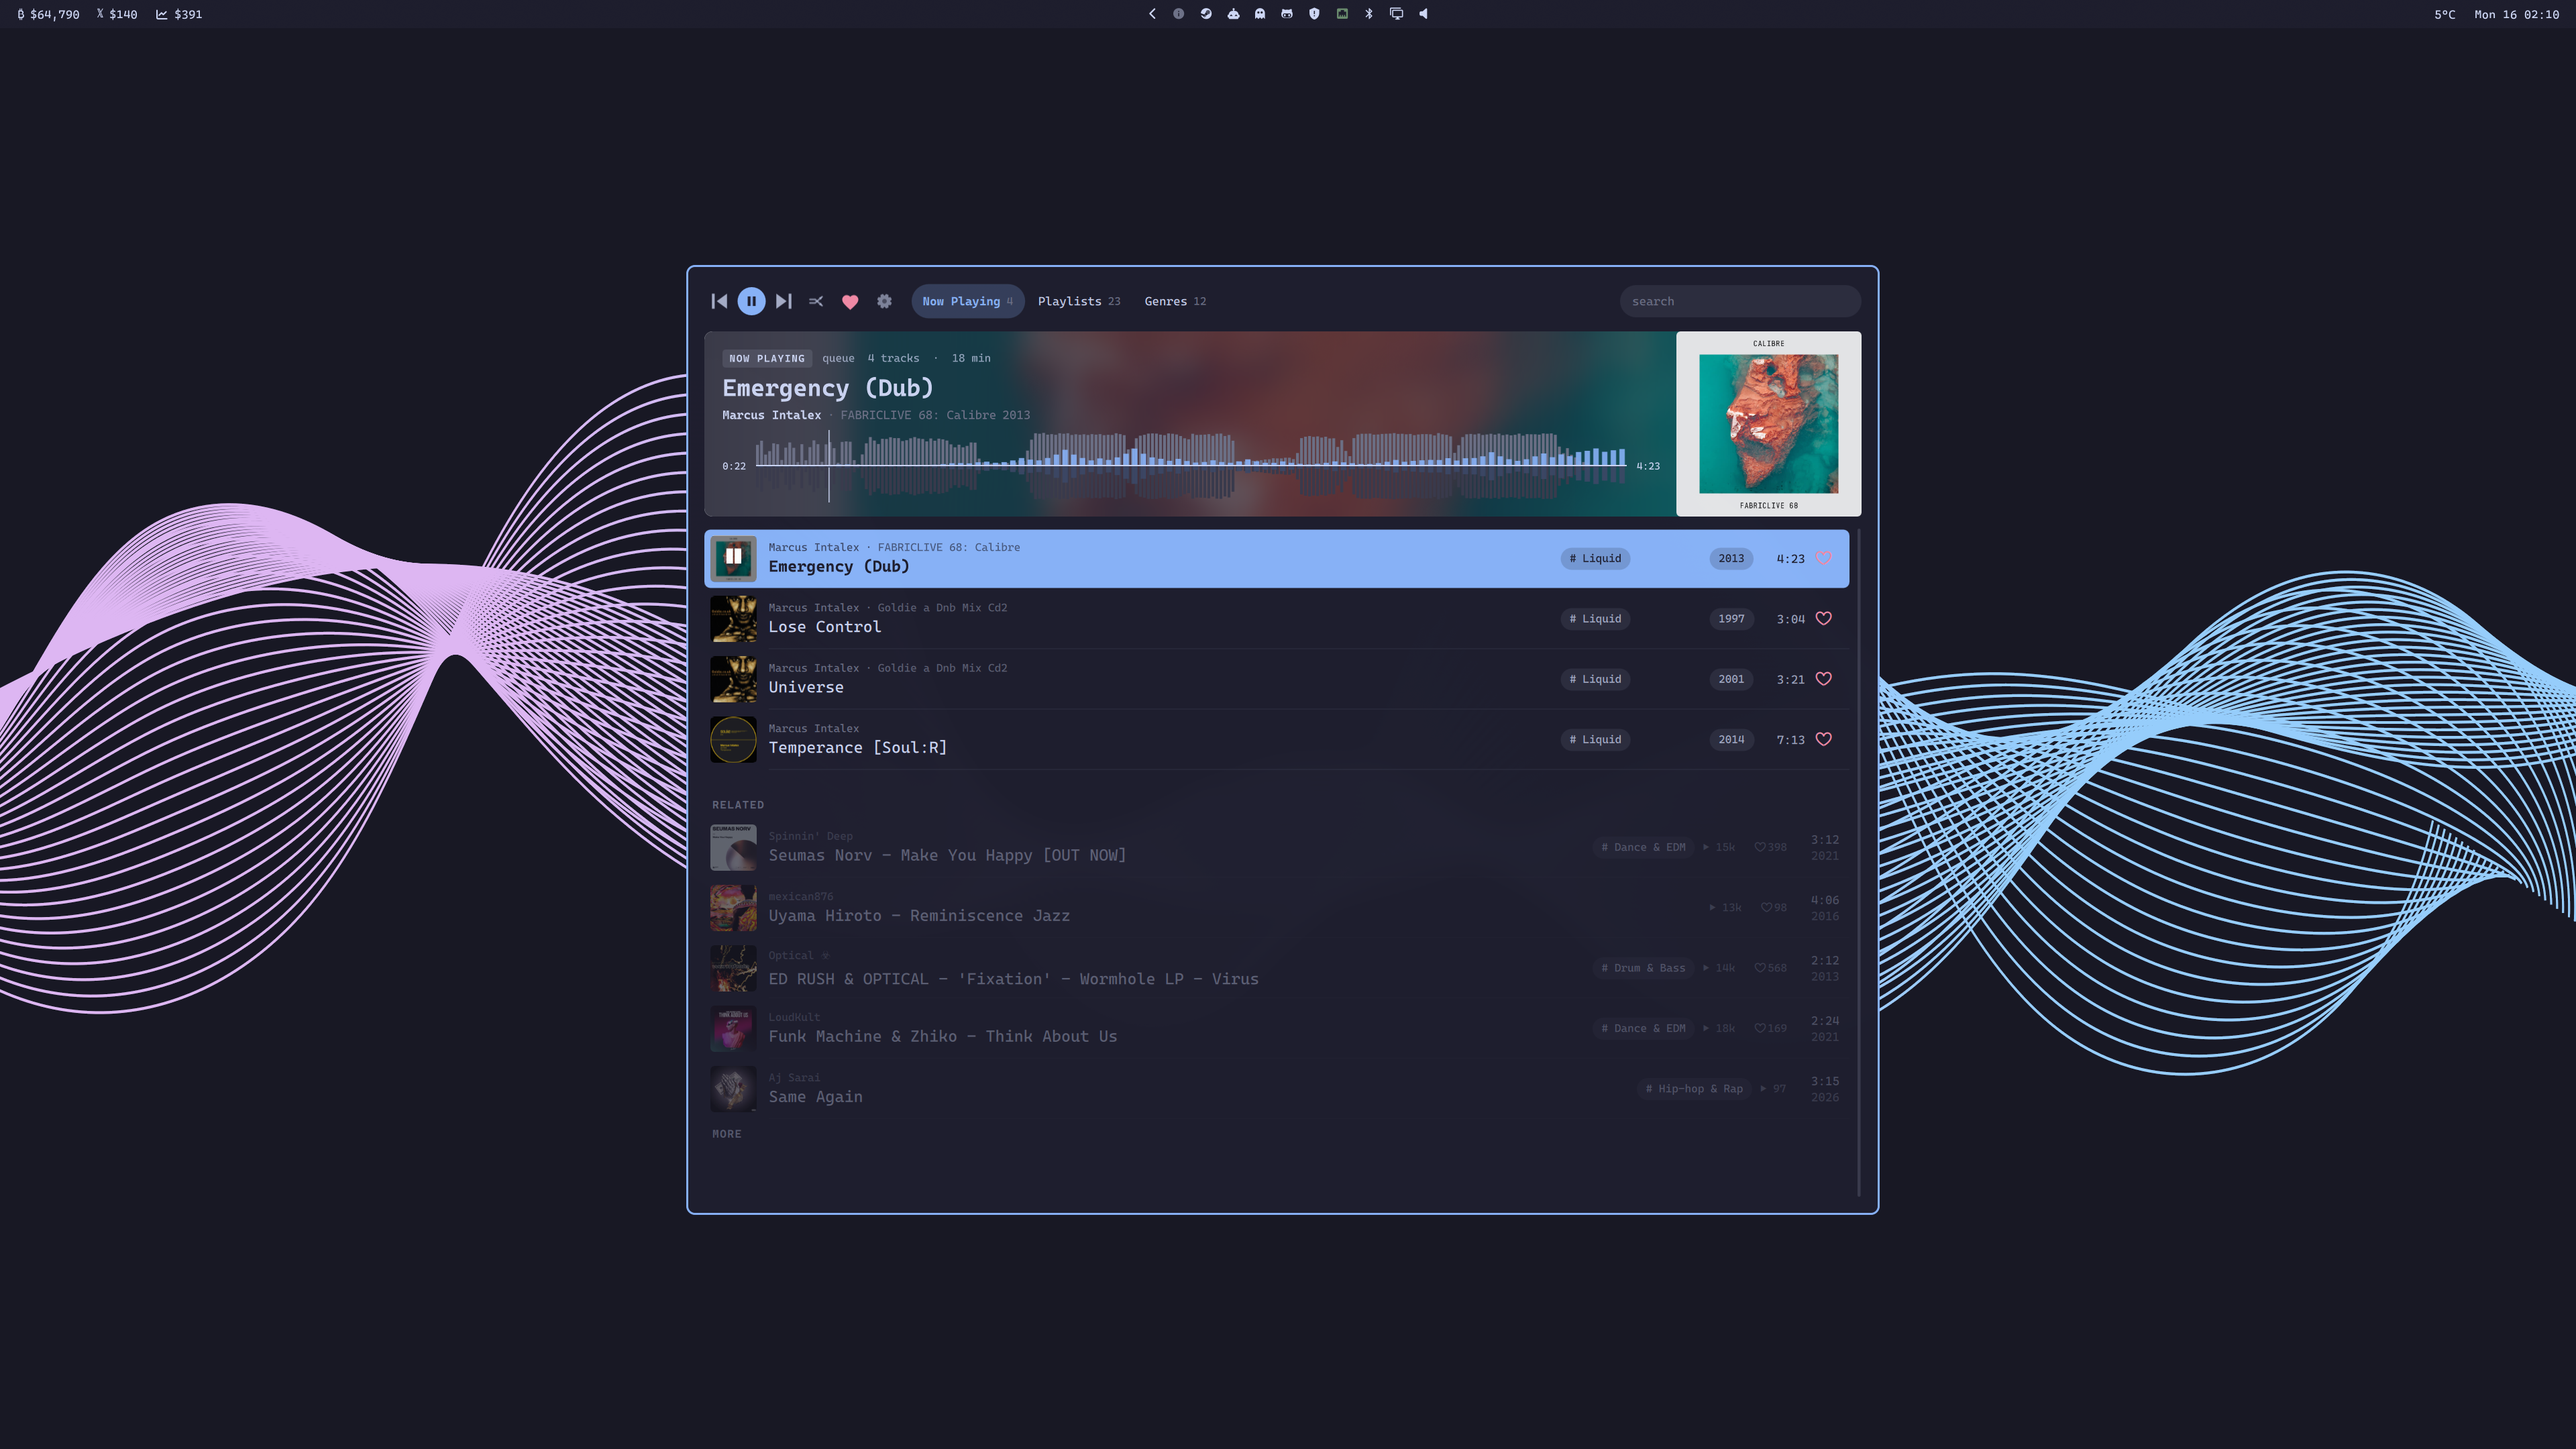 ₿ $64,790 𝕏 $140 $391
5°C Mon 16 02:10
Now Playing 4 Playlists 23 Genres 12 search
NOW PLAYING queue 4 tracks · 18 min
Emergency (Dub)
Marcus Intalex · FABRICLIVE 68: Calibre 2013
0:22 4:23
CALIBRE
FABRICLIVE 68
Marcus Intalex · FABRICLIVE 68: Calibre
Emergency (Dub)
# Liquid 2013 4:23
Marcus Intalex · Goldie a Dnb Mix Cd2
Lose Control
# Liquid 1997 3:04
Marcus Intalex · Goldie a Dnb Mix Cd2
Universe
# Liquid 2001 3:21
Marcus Intalex
Temperance [Soul:R]
# Liquid 2014 7:13
RELATED
SEUMAS NORV
Spinnin' Deep
Seumas Norv – Make You Happy [OUT NOW]
# Dance & EDM 15k 398 3:12
2021
mexican876
Uyama Hiroto – Reminiscence Jazz
13k 98 4:06
2016
Optical
ED RUSH & OPTICAL – 'Fixation' – Wormhole LP – Virus
# Drum & Bass 14k 568 2:12
2013
LoudKult
Funk Machine & Zhiko – Think About Us
# Dance & EDM 18k 169 2:24
2021
Aj Sarai
Same Again
# Hip-hop & Rap 97 3:15
2026
MORE